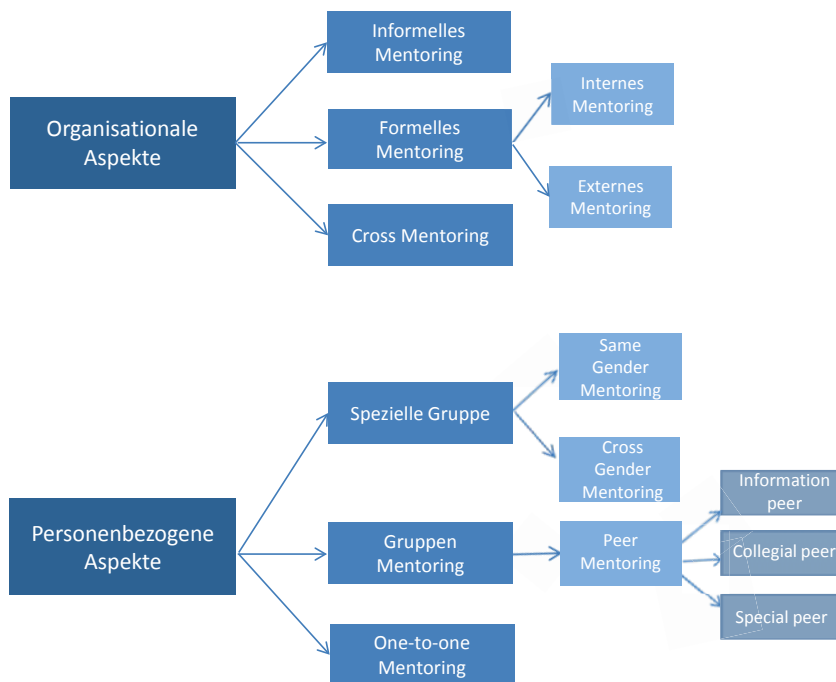 Informelles
Mentoring
Organisationale
Aspekte
Formelles
Mentoring
Internes
Mentoring
Externes
Mentoring
Cross Mentoring
Same
Gender
Mentoring
Spezielle Gruppe
Cross
Gender
Mentoring
Personenbezogene
Aspekte
Gruppen
Mentoring
Peer
Mentoring
Information
peer
Collegial peer
Special peer
One-to-one
Mentoring